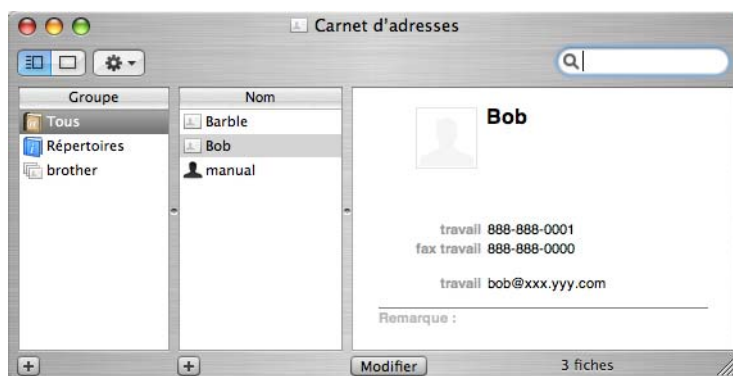 Carnet d'adresses
Groupe
Tous
Répertoires
brother
Nom
Barble
Bob
manual
Bob
travail 888-888-0001
fax travail 888-888-0000
travail bob@xxx.yyy.com
Remarque :
Modifier
3 fiches